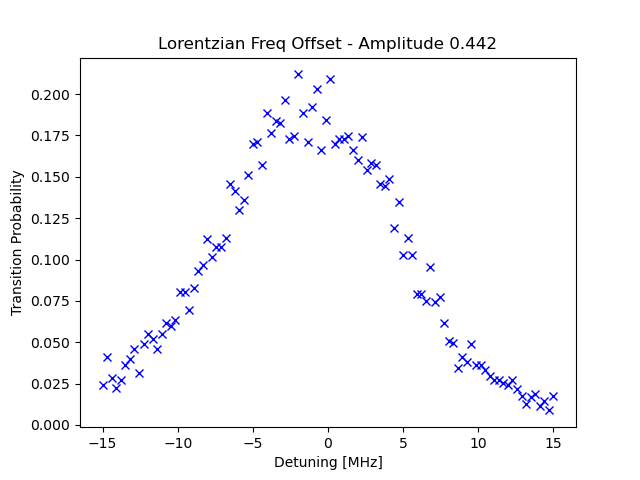 Lorentzian Freq Offset - Amplitude 0.442
Transition Probability
0.200
0.175
0.150
0.125
0.100
0.075
0.050
0.025
0.000
−15 −10 −5 0 5 10 15
Detuning [MHz]